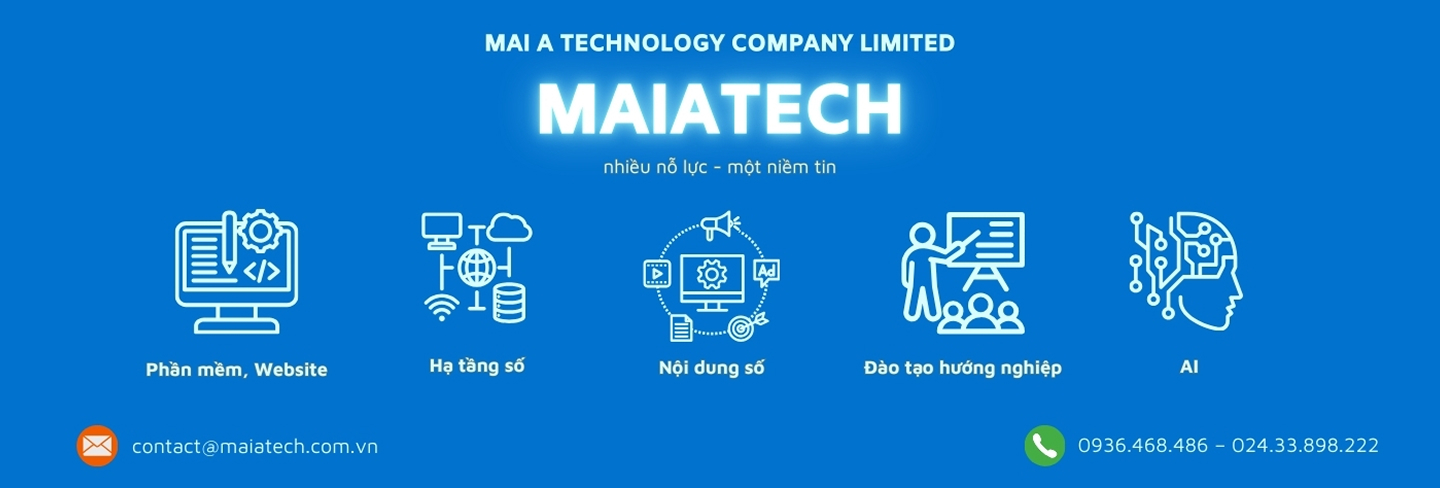 MAI A TECHNOLOGY COMPANY LIMITED
MAIATECH
nhiều nỗ lực - một niềm tin
Ad
</>
Phần mềm, Website
Hạ tầng số
Nội dung số
Đào tạo hướng nghiệp
AI
contact@maiatech.com.vn
0936.468.486 – 024.33.898.222